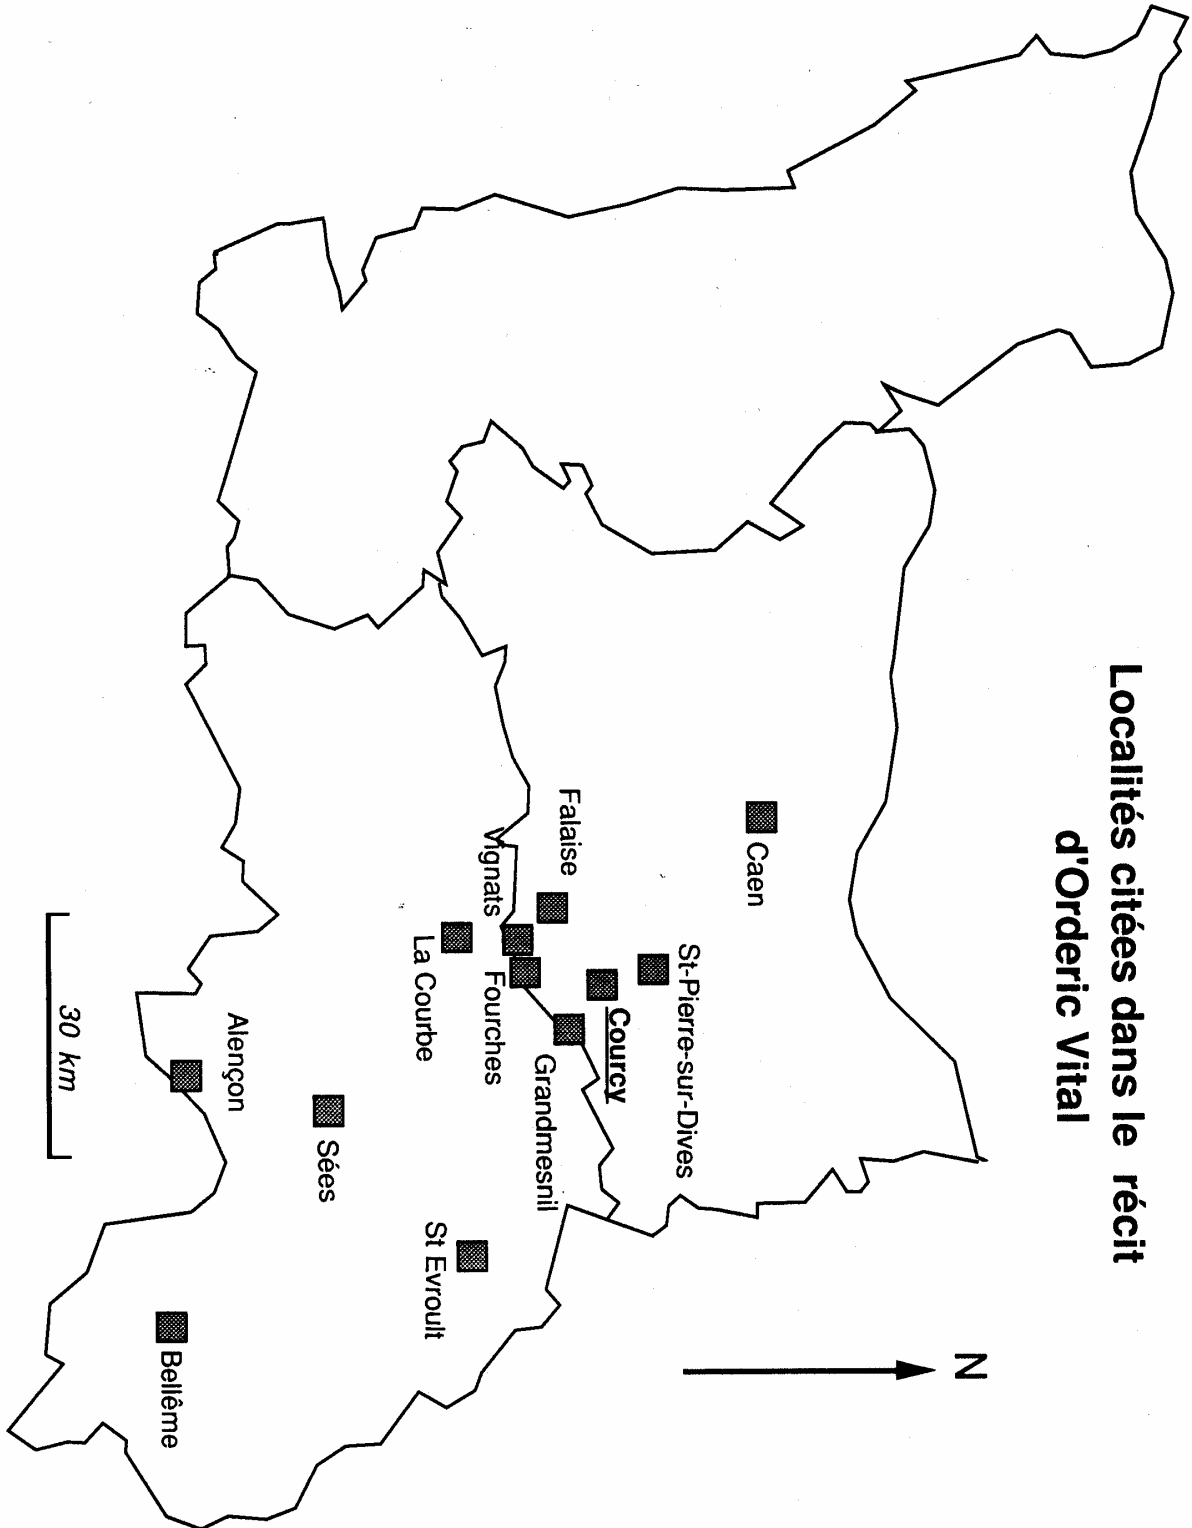 Localités citées dans le récit
d'Orderic Vital
N
Caen
St-Pierre-sur-Dives
Courcy
Falaise
Grandmesnil
Vignats
Fourches
La Courbe
St Evroult
Sées
Alençon
Bellême
30 km